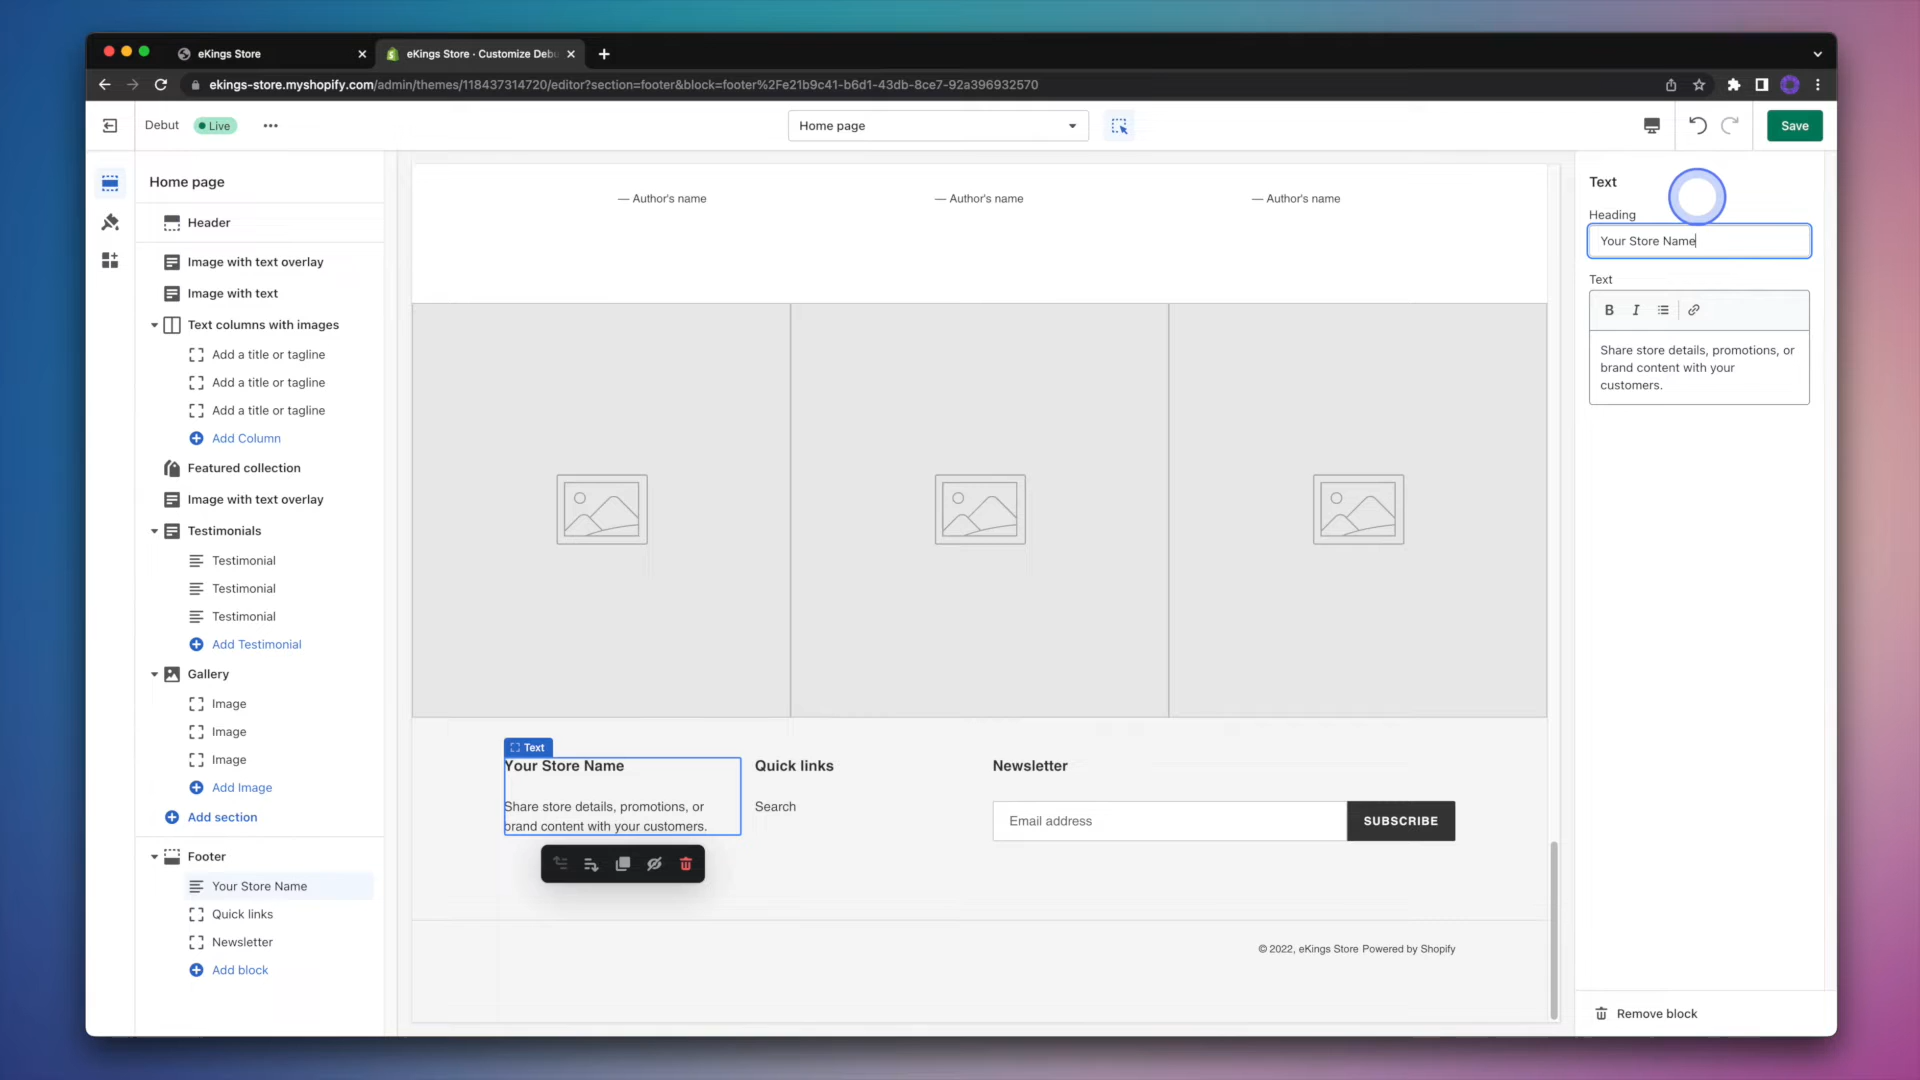 eKings Store
eKings Store · Customize Deb
ekings-store.myshopify.com/admin/themes/118437314720/editor?section=footer&block=footer%2Fe21b9c41-b6d1-43db-8ce7-92a396932570
Debut
Live
Home page
Save
Home page
Header
Image with text overlay
Image with text
Text columns with images
Add a title or tagline
Add a title or tagline
Add a title or tagline
Add Column
Featured collection
Image with text overlay
Testimonials
Testimonial
Testimonial
Testimonial
Add Testimonial
Gallery
Image
Image
Image
Add Image
Add section
Footer
Your Store Name
Quick links
Newsletter
Add block
— Author's name
— Author's name
— Author's name
Text
Your Store Name
Share store details, promotions, or
brand content with your customers.
Quick links
Search
Newsletter
Email address
SUBSCRIBE
© 2022, eKings Store Powered by Shopify
Text
Heading
Your Store Name
Text
B I
Share store details, promotions, or
brand content with your
customers.
Remove block